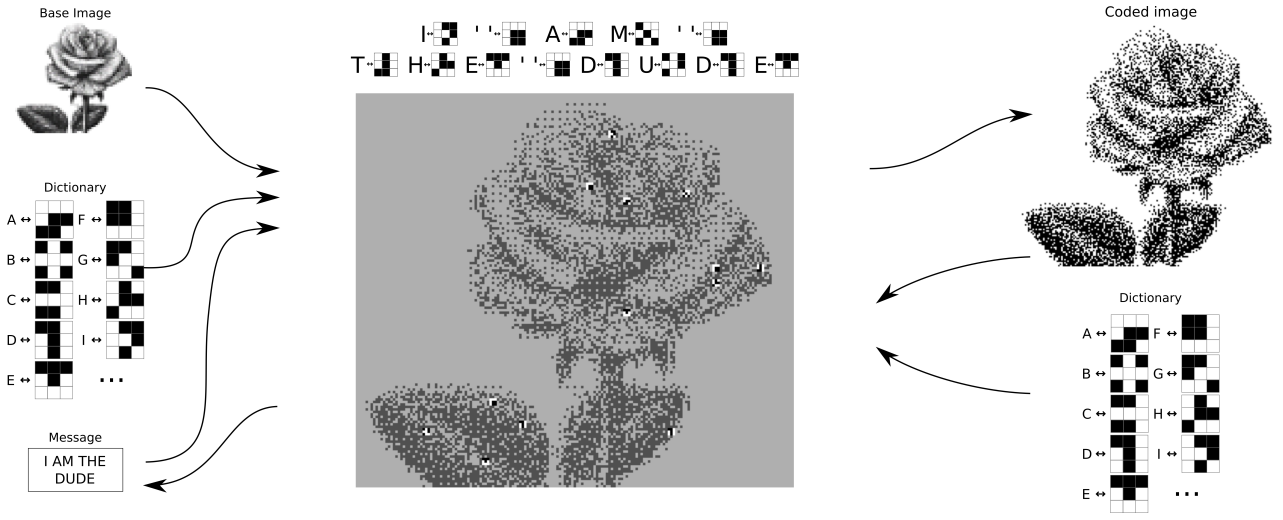 Base Image
Dictionary
A ↔ F ↔
B ↔ G ↔
C ↔ H ↔
D ↔ I ↔
E ↔ ...
Message
I AM THE
DUDE
I↔ ' '↔ A↔ M↔ ' '↔
T↔ H↔ E↔ ' '↔ D↔ U↔ D↔ E↔
Coded image
Dictionary
A ↔ F ↔
B ↔ G ↔
C ↔ H ↔
D ↔ I ↔
E ↔ ...